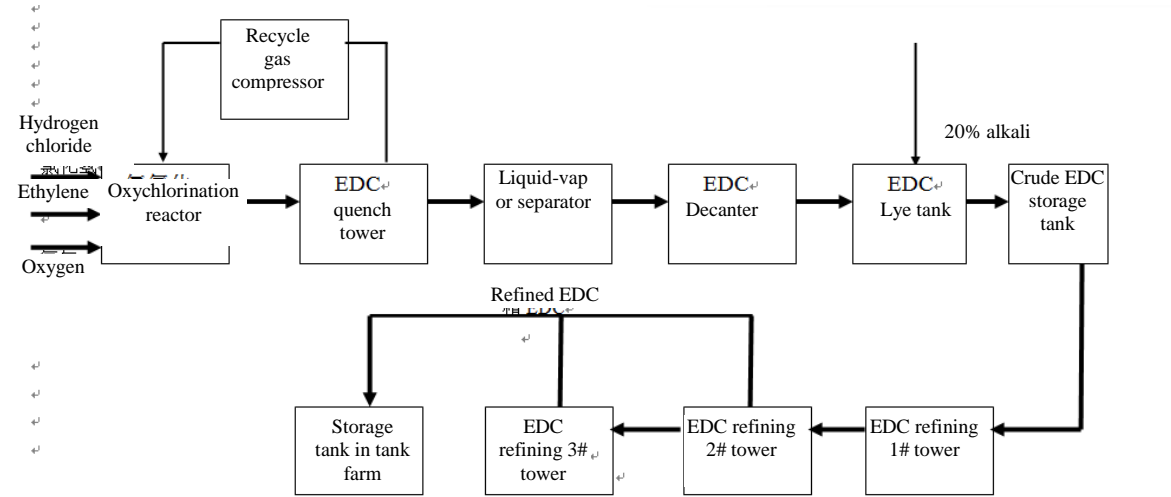 Recycle
gas
compressor
Hydrogen
chloride
20% alkali
Ethylene
Oxychlorination
reactor
EDC
quench
tower
Liquid-vap
or separator
EDC
Decanter
EDC
Lye tank
Crude EDC
storage
tank
Oxygen
Refined EDC
Storage
tank in tank
farm
EDC
refining 3#
tower
EDC refining
2# tower
EDC refining
1# tower